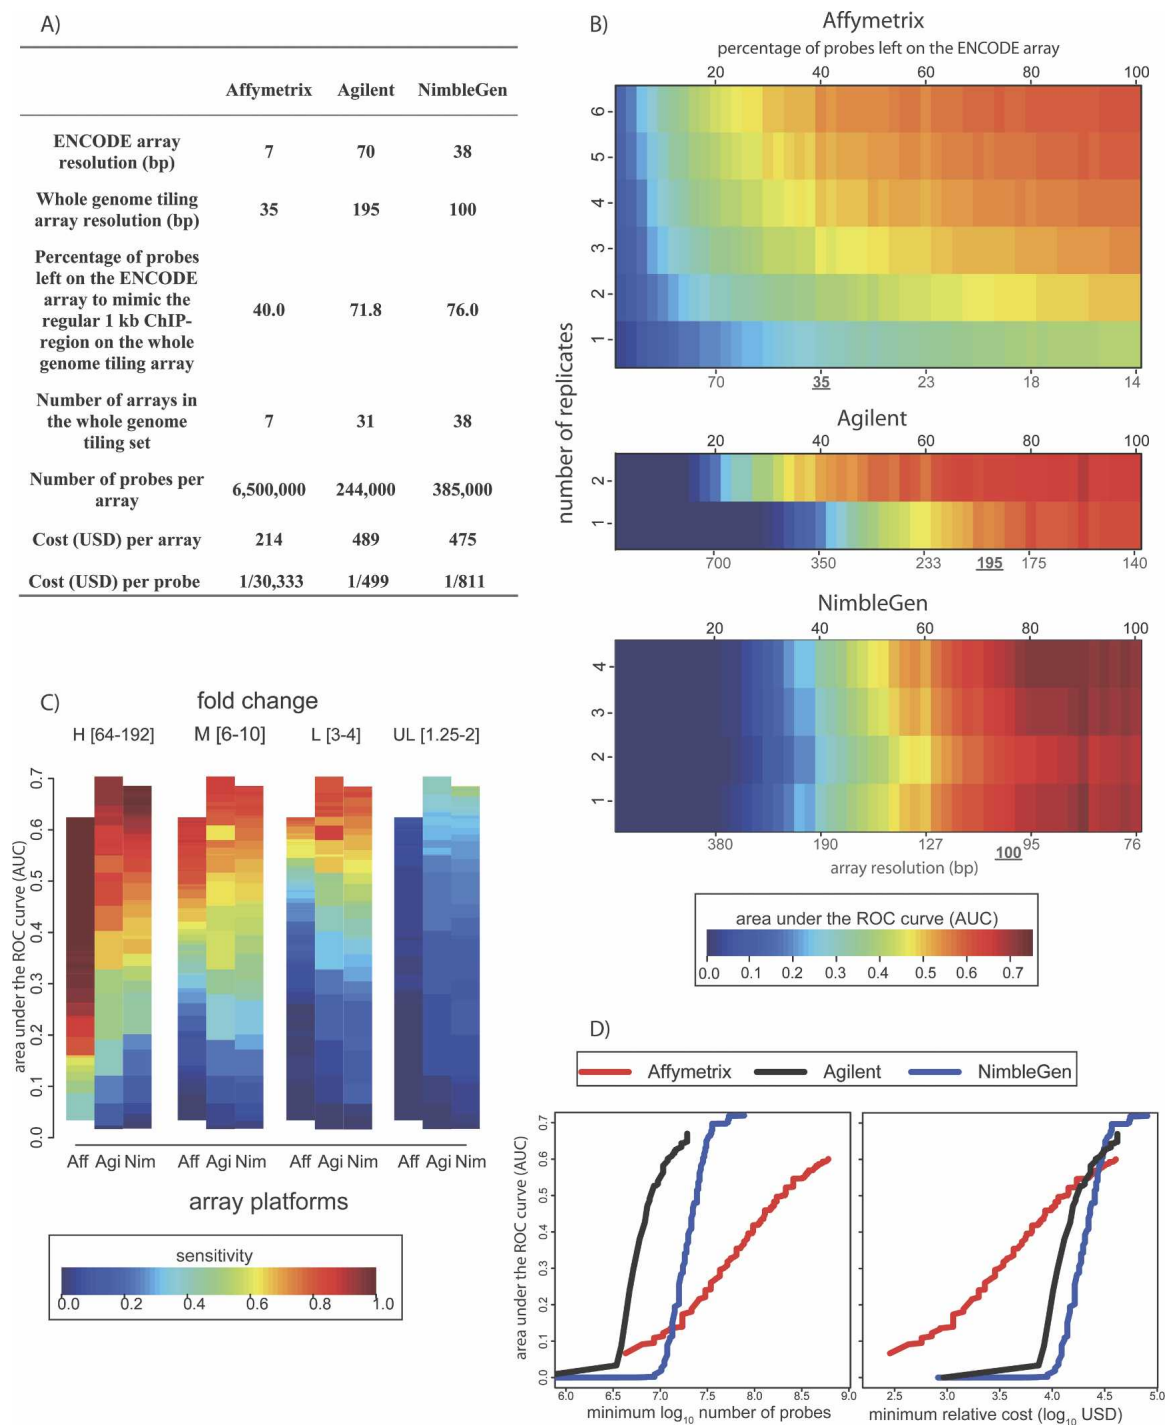 A)
Affymetrix Agilent NimbleGen
ENCODE array
resolution (bp)
7 70 38
Whole genome tiling
array resolution (bp)
35 195 100
Percentage of probes
left on the ENCODE
array to mimic the
regular 1 kb ChIP-
region on the whole
genome tiling array
40.0 71.8 76.0
Number of arrays in
the whole genome
tiling set
7 31 38
Number of probes per
array
6,500,000 244,000 385,000
Cost (USD) per array 214 489 475
Cost (USD) per probe 1/30,333 1/499 1/811
B)
Affymetrix
percentage of probes left on the ENCODE array
20 40 60 80 100
6
5
4
3
2
1
70 35 23 18 14
number of replicates
Agilent
20 40 60 80 100
2
1
700 350 233 195 175 140
NimbleGen
20 40 60 80 100
4
3
2
1
380 190 127 100 95 76
array resolution (bp)
area under the ROC curve (AUC)
0.0 0.1 0.2 0.3 0.4 0.5 0.6 0.7
C)
fold change
H [64-192] M [6-10] L [3-4] UL [1.25-2]
area under the ROC curve (AUC)
0.7
0.6
0.5
0.4
0.3
0.2
0.1
0.0
Aff Agi Nim Aff Agi Nim Aff Agi Nim Aff Agi Nim
array platforms
sensitivity
0.0 0.2 0.4 0.6 0.8 1.0
D)
Affymetrix Agilent NimbleGen
area under the ROC curve (AUC)
0.7
0.6
0.5
0.4
0.3
0.2
0.1
0.0
6.0 6.5 7.0 7.5 8.0 8.5 9.0
minimum log10 number of probes
2.5 3.0 3.5 4.0 4.5 5.0
minimum relative cost (log10 USD)